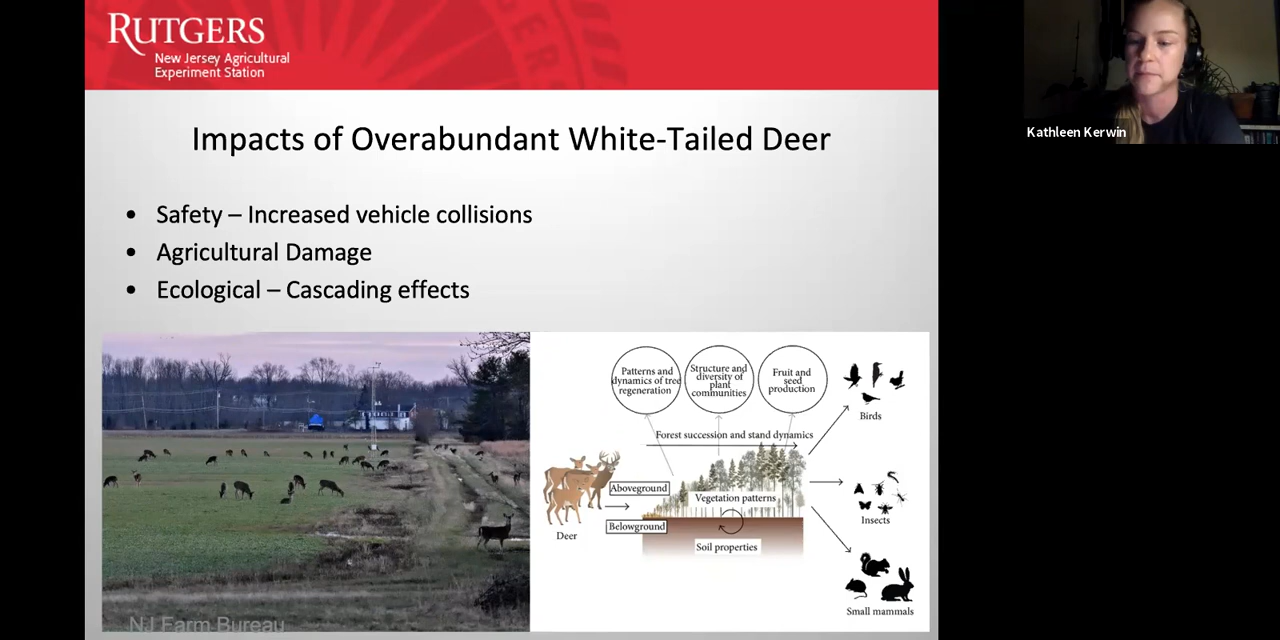 RUTGERS
New Jersey Agricultural
Experiment Station
Kathleen Kerwin
Impacts of Overabundant White-Tailed Deer
• Safety – Increased vehicle collisions
• Agricultural Damage
• Ecological – Cascading effects
Patterns and
dynamics of tree
regeneration
Structure and
diversity of
plant
communities
Fruit and
seed
production
Birds
Forest succession and stand dynamics
Aboveground
Vegetation patterns
Insects
Belowground
Deer
Soil properties
Small mammals
NJ Farm Bureau